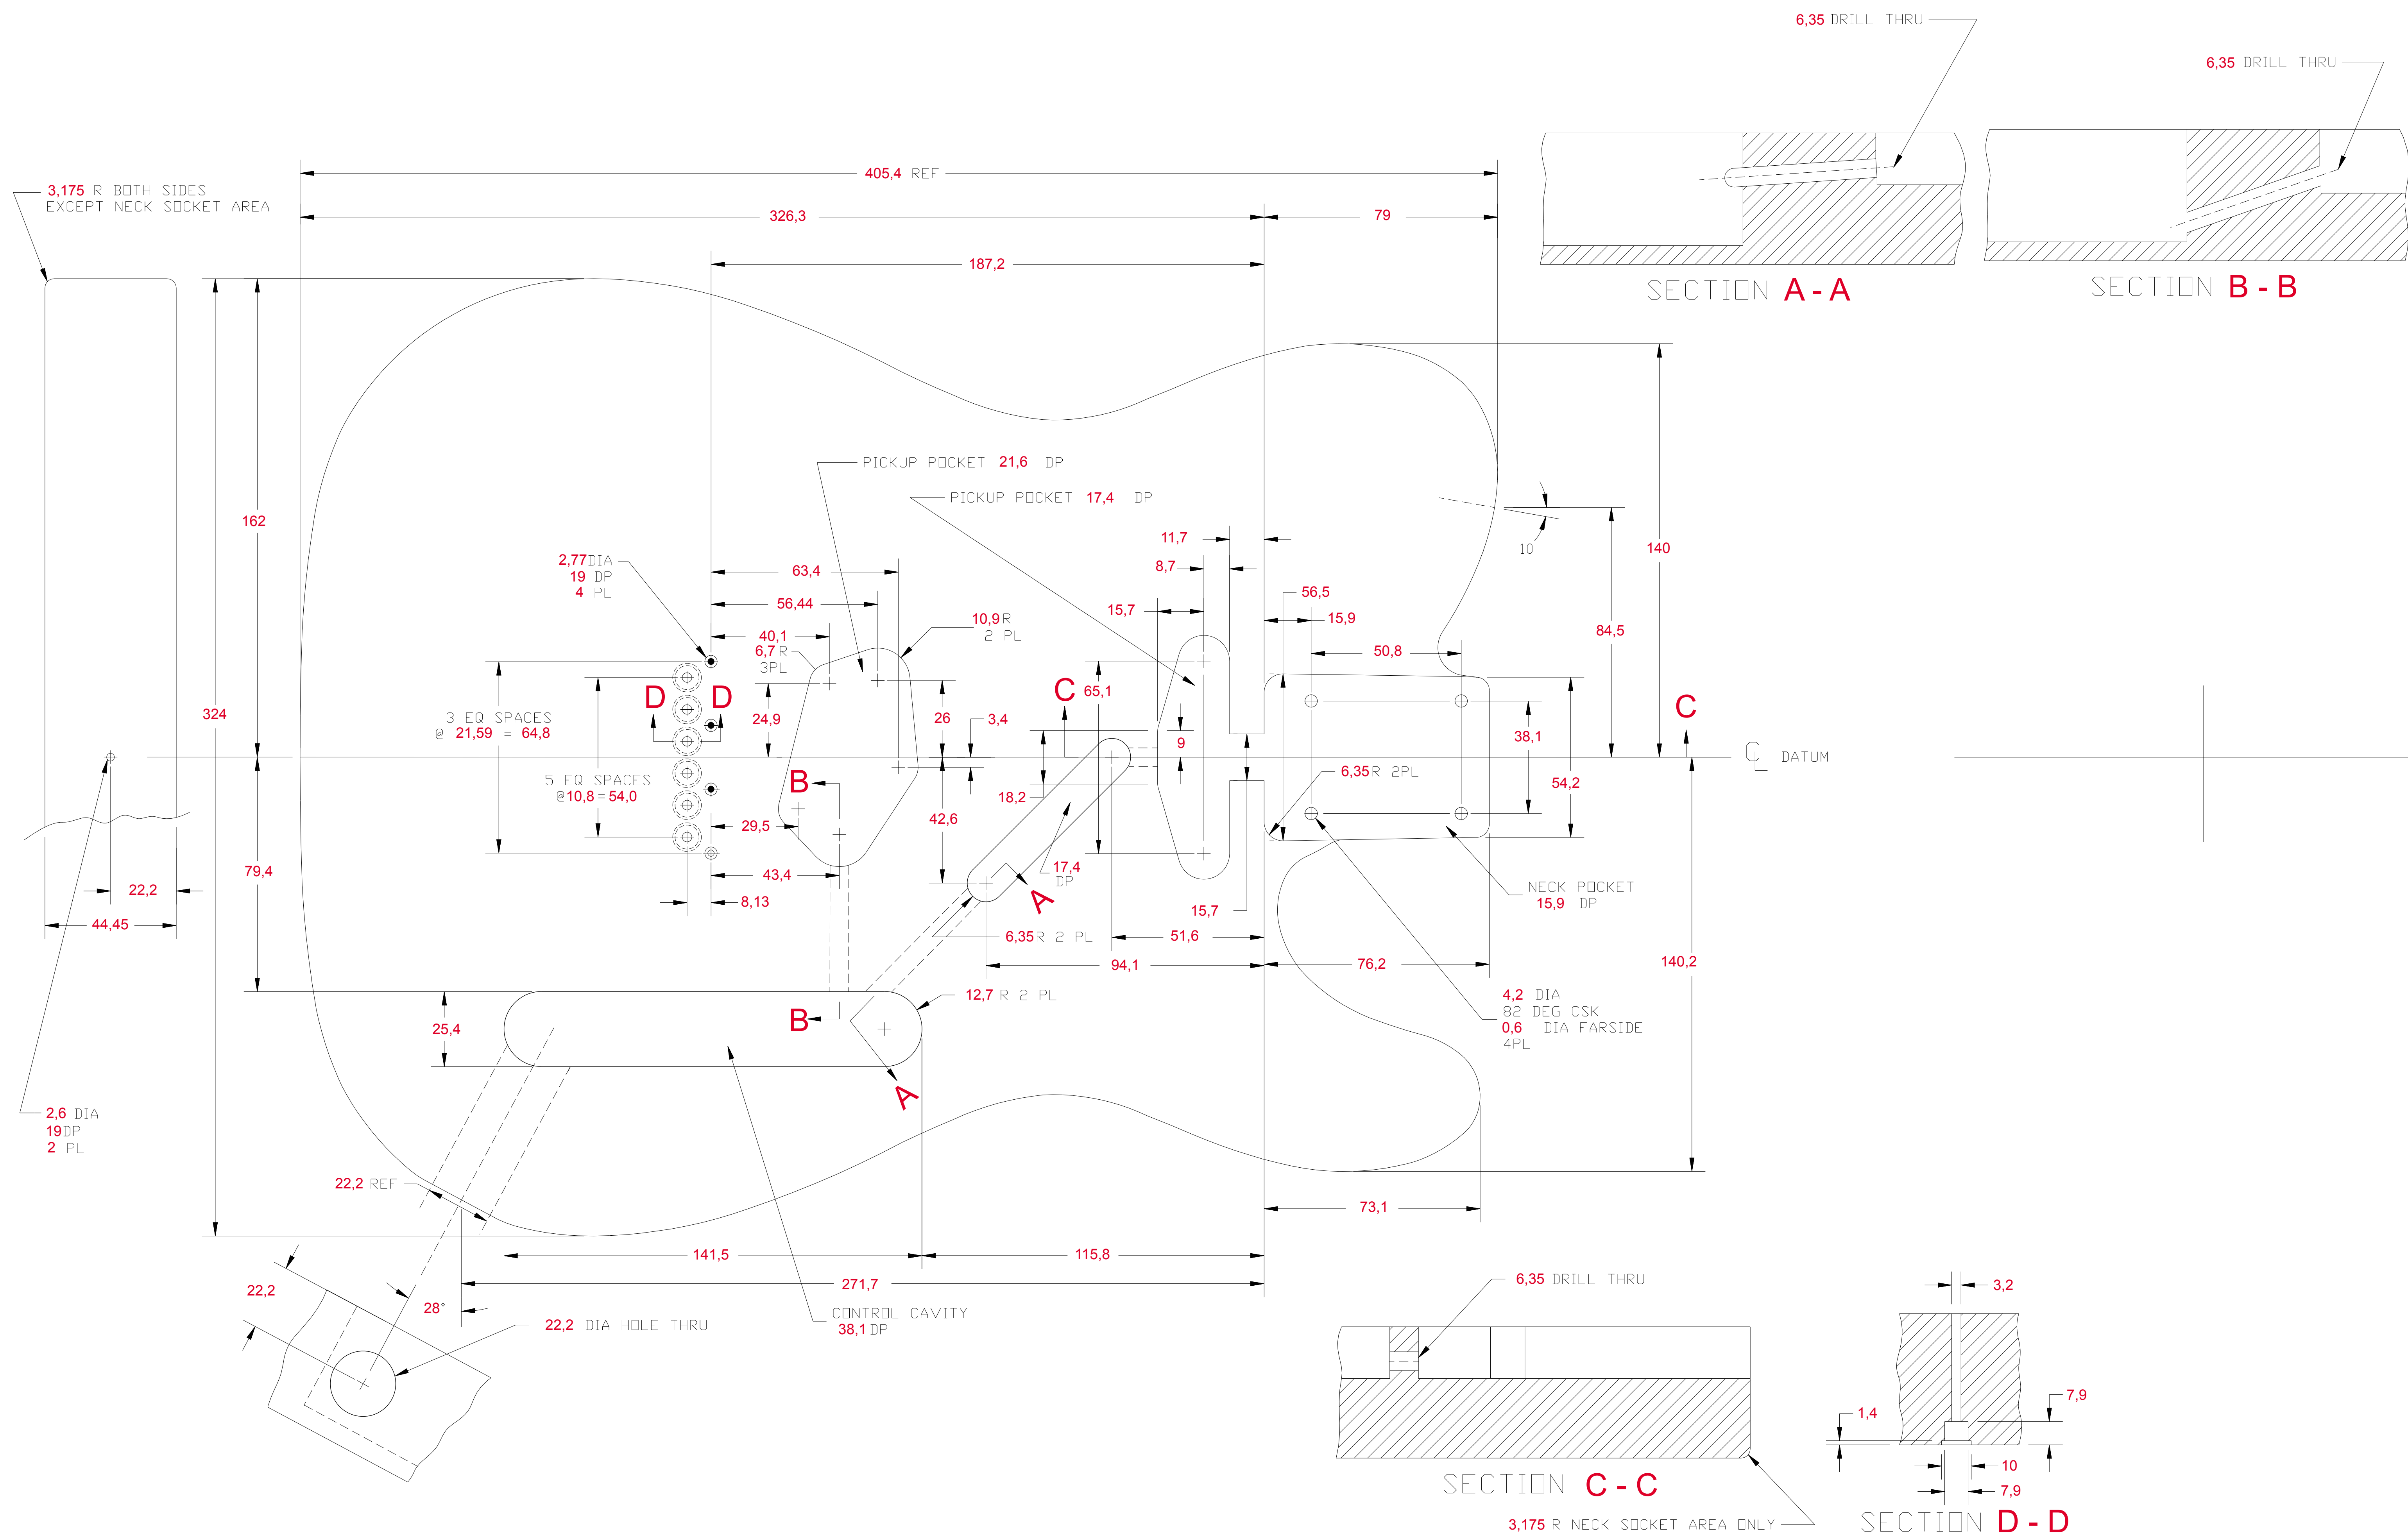 6,35 DRILL THRU
6,35 DRILL THRU
SECTION A - A
SECTION B - B
3,175 R BOTH SIDES
EXCEPT NECK SOCKET AREA
405,4 REF
326,3
79
187,2
162
324
79,4
22,2
44,45
2,6 DIA
19 DP
2 PL
PICKUP POCKET 21,6 DP
PICKUP POCKET 17,4 DP
2,77 DIA
19 DP
4 PL
63,4
56,44
40,1
6,7 R
3PL
10,9 R
2 PL
11,7
8,7
15,7
56,5
15,9
50,8
10
140
84,5
D
D
24,9
26
3,4
C
65,1
9
18,2
38,1
54,2
C
CL DATUM
3 EQ SPACES
@ 21,59 = 64,8
5 EQ SPACES
@ 10,8 = 54,0
B
29,5
43,4
8,13
42,6
17,4
DP
A
6,35 R 2PL
15,7
6,35 R 2 PL
51,6
94,1
76,2
NECK POCKET
15,9 DP
140,2
12,7 R 2 PL
4,2 DIA
82 DEG CSK
0,6 DIA FARSIDE
4PL
25,4
B
A
22,2 REF
73,1
141,5
115,8
271,7
28°
22,2
22,2 DIA HOLE THRU
CONTROL CAVITY
38,1 DP
6,35 DRILL THRU
SECTION C - C
3,175 R NECK SOCKET AREA ONLY
3,2
7,9
1,4
10
7,9
SECTION D - D